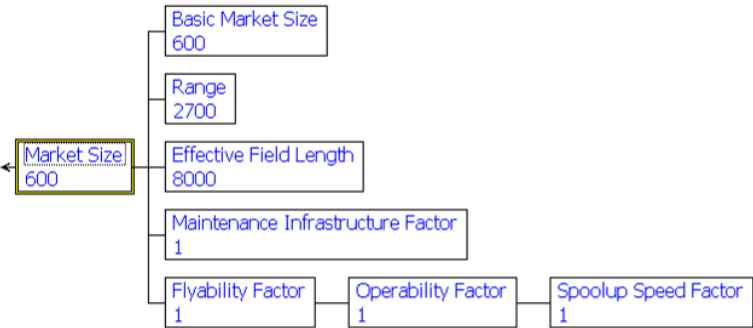 Basic Market Size
600
Range
2700
Market Size
600
Effective Field Length
8000
Maintenance Infrastructure Factor
1
Flyability Factor
1
Operability Factor
1
Spoolup Speed Factor
1